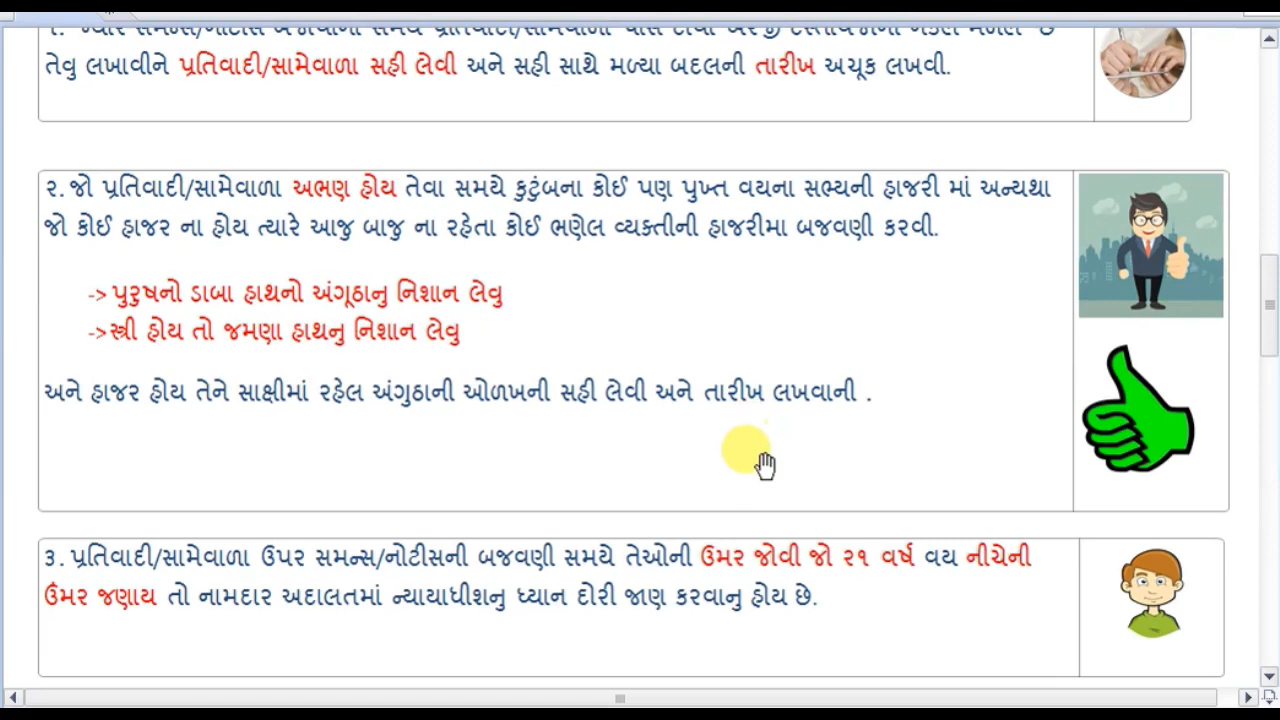 તેવુ લખાવીને પ્રતિવાદી/સામેવાળા સહી લેવી અને સહી સાથે મળ્યા બદલની તારીખ અચૂક લખવી.
૨. જો પ્રતિવાદી/સામેવાળા અભણ હોય તેવા સમયે કુટુંબના કોઈ પણ પુખ્ત વયના સભ્યની હાજરી માં અન્યથા
જો કોઈ હાજર ના હોય ત્યારે આજુ બાજુ ના રહેતા કોઈ ભણેલ વ્યક્તીની હાજરીમા બજવણી કરવી.
-> પુરુષનો ડાબા હાથનો અંગૂઠાનુ નિશાન લેવુ
->સ્ત્રી હોય તો જમણા હાથનુ નિશાન લેવુ
અને હાજર હોય તેને સાક્ષીમાં રહેલ અંગુઠાની ઓળખની સહી લેવી અને તારીખ લખવાની .
૩. પ્રતિવાદી/સામેવાળા ઉપર સમન્સ/નોટીસની બજવણી સમયે તેઓની ઉમર જોવી જો ૨૧ વર્ષ વય નીચેની
ઉંમર જણાય તો નામદાર અદાલતમાં ન્યાયાધીશનુ ધ્યાન દોરી જાણ કરવાનુ હોય છે.